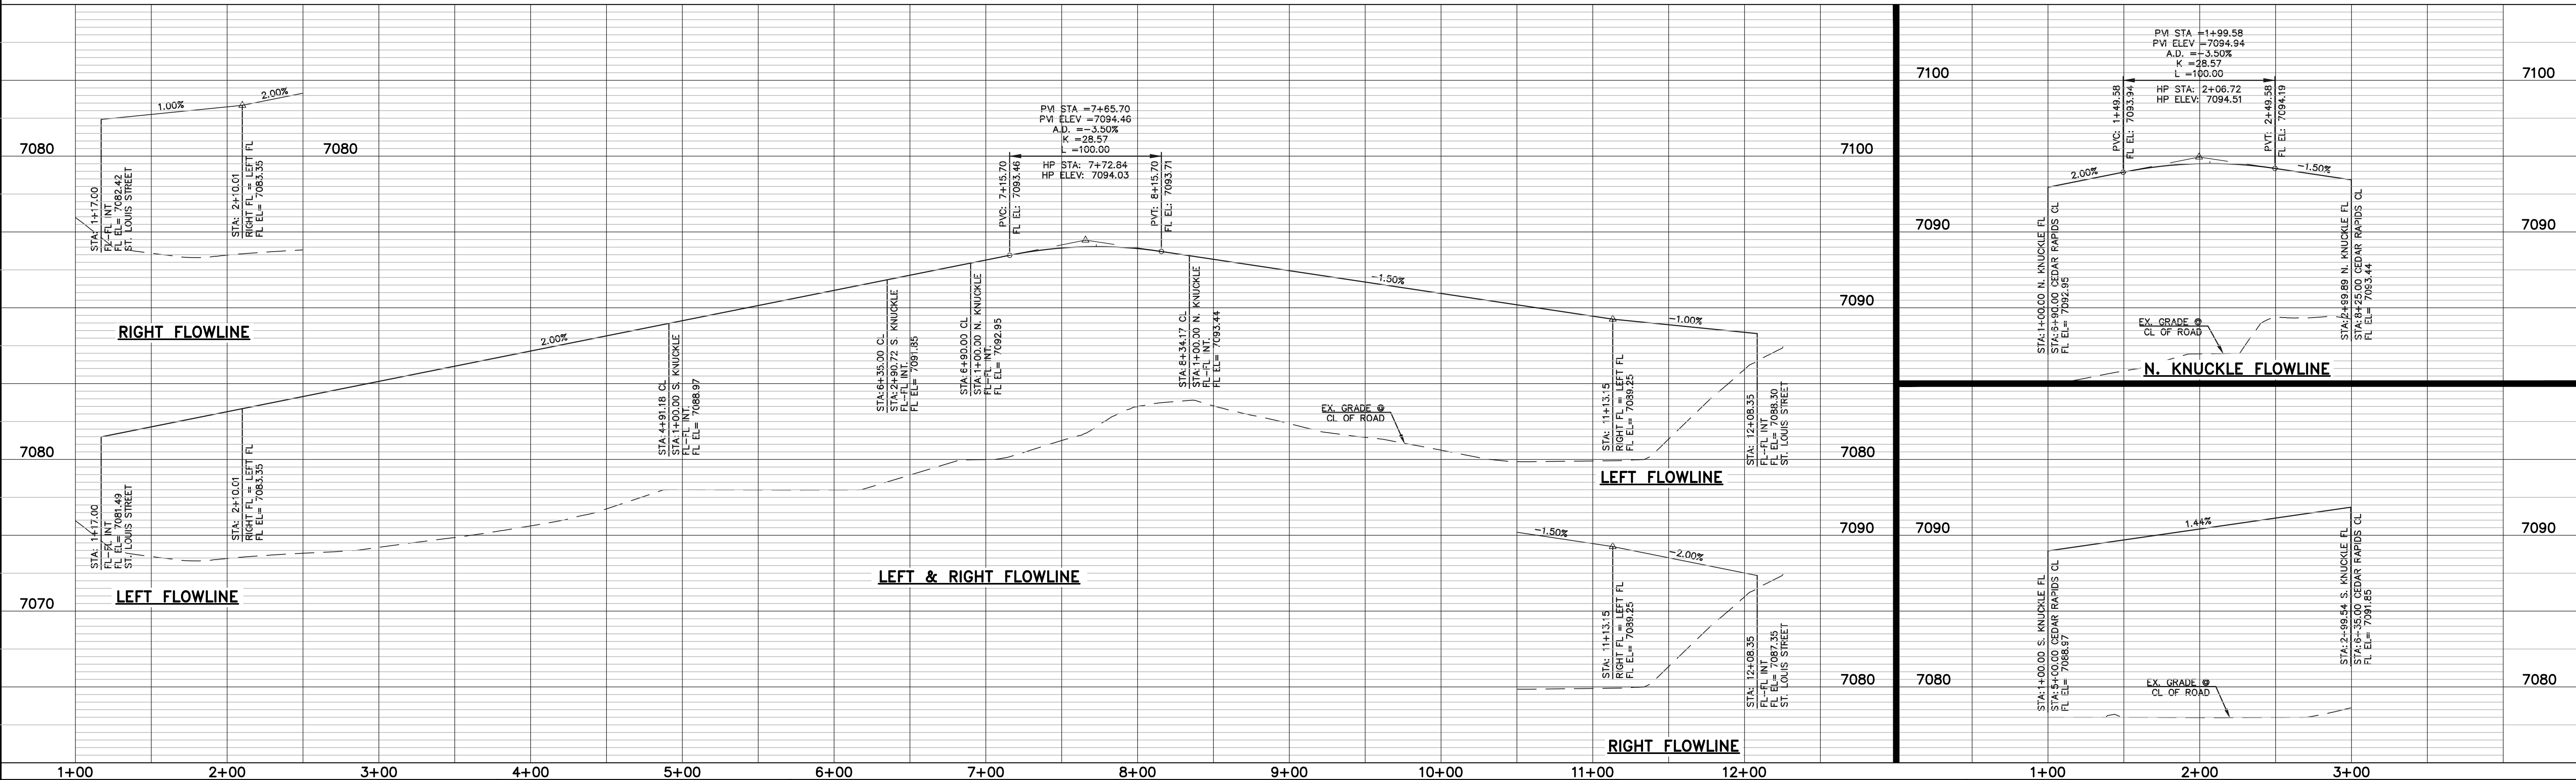 7080
1.00%
2.00%
7080
STA: 1+17.00
FL-FL INT
FL EL= 7082.42
ST. LOUIS STREET
STA: 2+10.01
RIGHT FL = LEFT FL
FL EL= 7083.35
RIGHT FLOWLINE
7080
7070
STA: 1+17.00
FL-FL INT
FL EL= 7081.49
ST. LOUIS STREET
STA: 2+10.01
RIGHT FL = LEFT FL
FL EL= 7083.35
LEFT FLOWLINE
2.00%
STA: 4+91.18 CL
STA:1+00.00 S. KNUCKLE
FL-FL INT.
FL EL= 7088.97
STA:6+35.00 CL
STA:2+90.72 S. KNUCKLE
FL-FL INT.
FL EL= 7091.85
STA:6+90.00 CL
STA:1+00.00 N. KNUCKLE
FL-FL INT.
FL EL= 7092.95
PVI STA =7+65.70
PVI ELEV =7094.46
A.D. =-3.50%
K =28.57
L =100.00
HP STA: 7+72.84
HP ELEV: 7094.03
PVC: 7+15.70
FL EL: 7093.46
PVT: 8+15.70
FL EL: 7093.71
STA:8+34.17 CL
STA:1+00.00 N. KNUCKLE
FL-FL INT.
FL EL= 7093.44
-1.50%
EX. GRADE @
CL OF ROAD
LEFT & RIGHT FLOWLINE
7100
7090
7080
-1.00%
STA: 11+13.15
RIGHT FL = LEFT FL
FL EL= 7089.25
STA: 12+08.35
FL-FL INT
FL EL= 7088.30
ST. LOUIS STREET
LEFT FLOWLINE
7090
7080
-1.50%
-2.00%
STA: 11+13.15
RIGHT FL = LEFT FL
FL EL= 7089.25
STA: 12+08.35
FL-FL INT
FL EL= 7087.35
ST. LOUIS STREET
RIGHT FLOWLINE
1+00
2+00
3+00
4+00
5+00
6+00
7+00
8+00
9+00
10+00
11+00
12+00
7100
7100
7090
7090
PVI STA =1+99.58
PVI ELEV =7094.94
A.D. =-3.50%
K =28.57
L =100.00
HP STA: 2+06.72
HP ELEV: 7094.51
PVC: 1+49.58
FL EL: 7093.94
PVT: 2+49.58
FL EL: 7094.19
2.00%
-1.50%
STA:1+00.00 N. KNUCKLE FL
STA:6+90.00 CEDAR RAPIDS CL
FL EL= 7092.95
STA:2+99.89 N. KNUCKLE FL
STA:8+25.00 CEDAR RAPIDS CL
FL EL= 7093.44
EX. GRADE @
CL OF ROAD
N. KNUCKLE FLOWLINE
7090
7090
7080
7080
1.44%
STA:1+00.00 S. KNUCKLE FL
STA:5+00.00 CEDAR RAPIDS CL
FL EL= 7088.97
STA:2+99.54 S. KNUCKLE FL
STA:6+35.00 CEDAR RAPIDS CL
FL EL= 7091.85
EX. GRADE @
CL OF ROAD
1+00
2+00
3+00